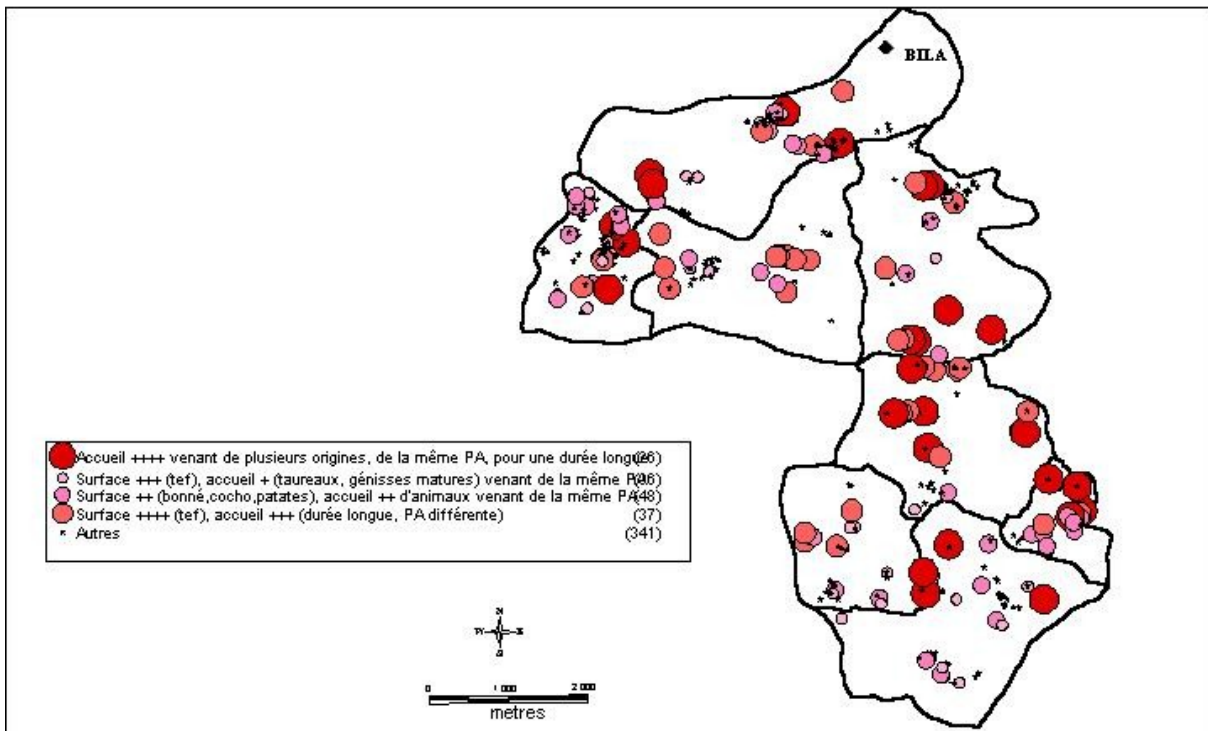 BILA
Accueil ++++ venant de plusieurs origines, de la même PA, pour une durée longue (26)
Surface +++ (tef), accueil + (taureaux, génisses matures) venant de la même PA
Surface ++ (bonné,cocho,patates), accueil ++ d'animaux venant de la même PA (48)
Surface ++++ (tef), accueil +++ (durée longue, PA différente) (37)
Autres (341)
N
W E
S
0 1 000 2 000
metres